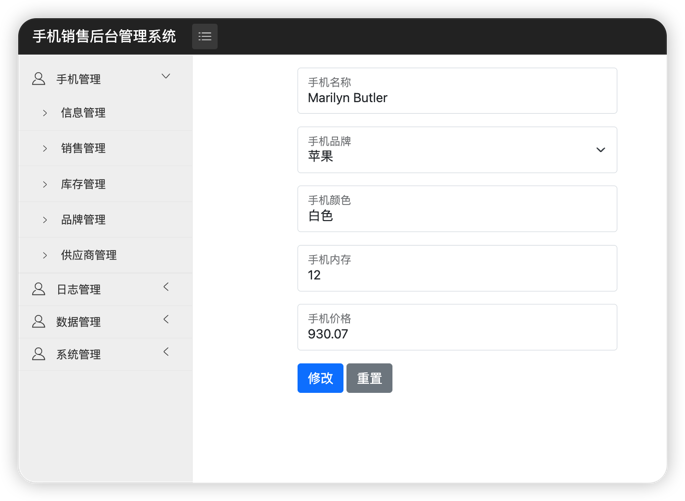 手机销售后台管理系统
手机管理
信息管理
销售管理
库存管理
品牌管理
供应商管理
日志管理
数据管理
系统管理
手机名称
Marilyn Butler
手机品牌
苹果
手机颜色
白色
手机内存
12
手机价格
930.07
修改 重置